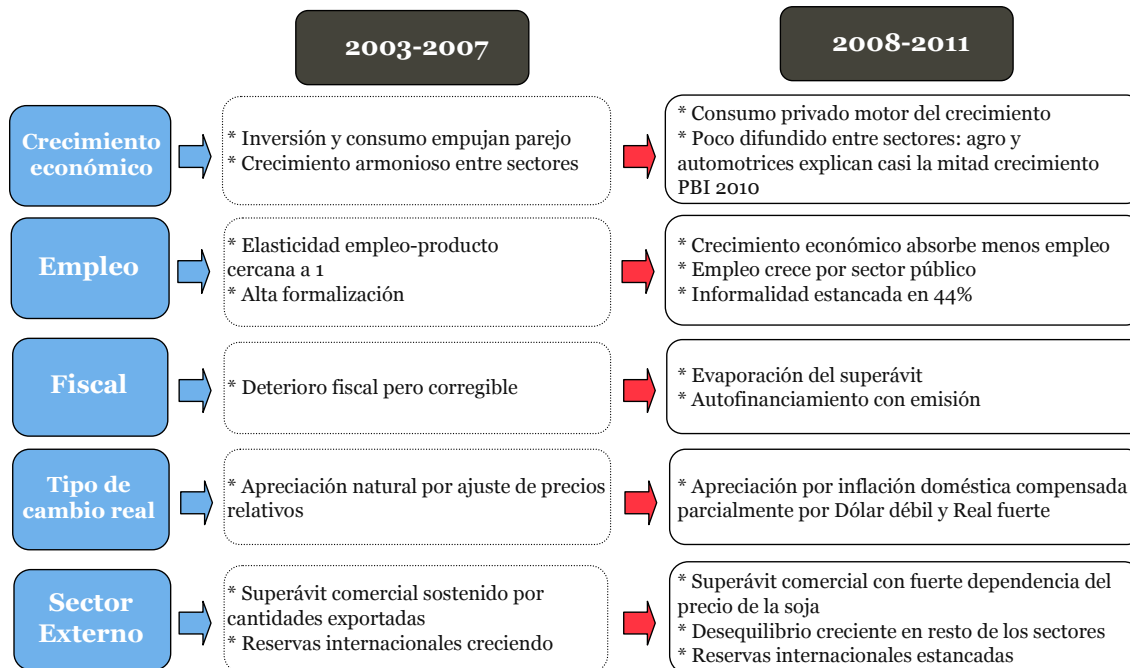 2003-2007
2008-2011
Crecimiento
económico
* Inversión y consumo empujan parejo
* Crecimiento armonioso entre sectores
* Consumo privado motor del crecimiento
* Poco difundido entre sectores: agro y
automotrices explican casi la mitad crecimiento
PBI 2010
Empleo
* Elasticidad empleo-producto
cercana a 1
* Alta formalización
* Crecimiento económico absorbe menos empleo
* Empleo crece por sector público
* Informalidad estancada en 44%
Fiscal
* Deterioro fiscal pero corregible
* Evaporación del superávit
* Autofinanciamiento con emisión
Tipo de
cambio real
* Apreciación natural por ajuste de precios
relativos
* Apreciación por inflación doméstica compensada
parcialmente por Dólar débil y Real fuerte
Sector
Externo
* Superávit comercial sostenido por
cantidades exportadas
* Reservas internacionales creciendo
* Superávit comercial con fuerte dependencia del
precio de la soja
* Desequilibrio creciente en resto de los sectores
* Reservas internacionales estancadas